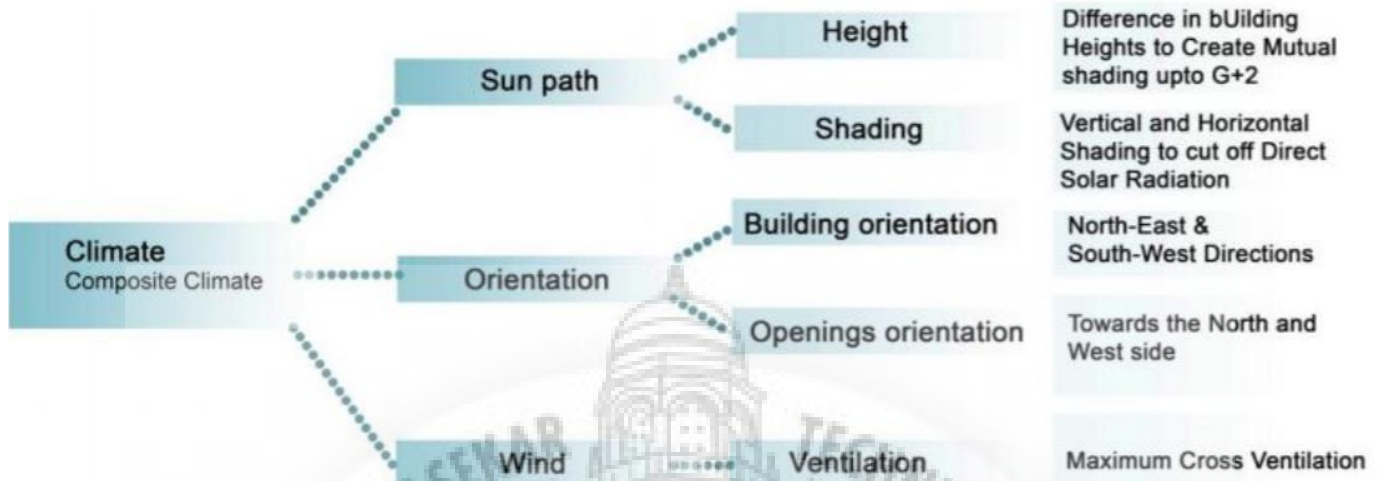 Height
Difference in bUilding
Heights to Create Mutual
shading upto G+2
Sun path
Shading
Vertical and Horizontal
Shading to cut off Direct
Solar Radiation
Climate
Composite Climate
Building orientation
North-East &
South-West Directions
Orientation
Openings orientation
Towards the North and
West side
Wind
Ventilation
Maximum Cross Ventilation